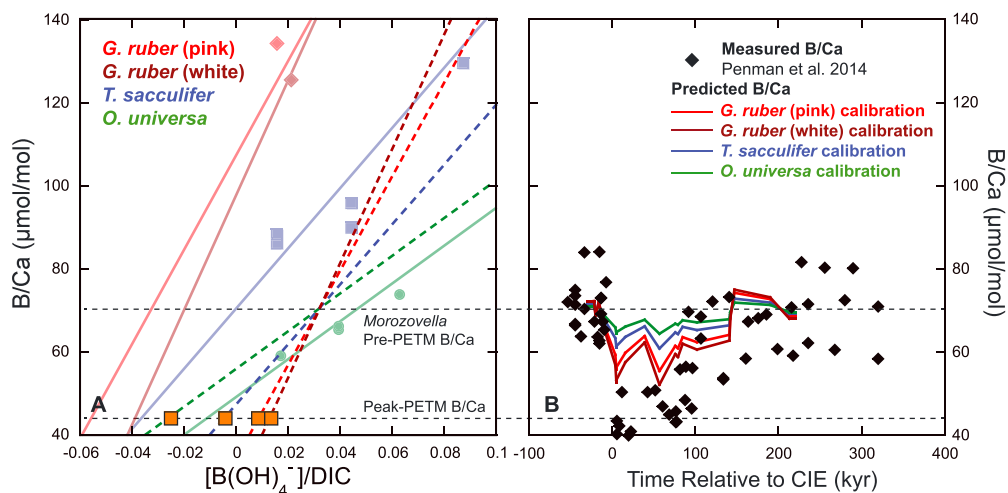 140
120
100
80
60
40
B/Ca (μmol/mol)
G. ruber (pink)
G. ruber (white)
T. sacculifer
O. universa
Morozovella
Pre-PETM B/Ca
Peak-PETM B/Ca
A
-0.06 -0.04 -0.02 0 0.02 0.04 0.06 0.08 0.1
[B(OH)4-]/DIC
Measured B/Ca
Penman et al. 2014
Predicted B/Ca
G. ruber (pink) calibration
G. ruber (white) calibration
T. sacculifer calibration
O. universa calibration
B
-100 0 100 200 300 400
Time Relative to CIE (kyr)
140
120
100
80
60
40
B/Ca (μmol/mol)